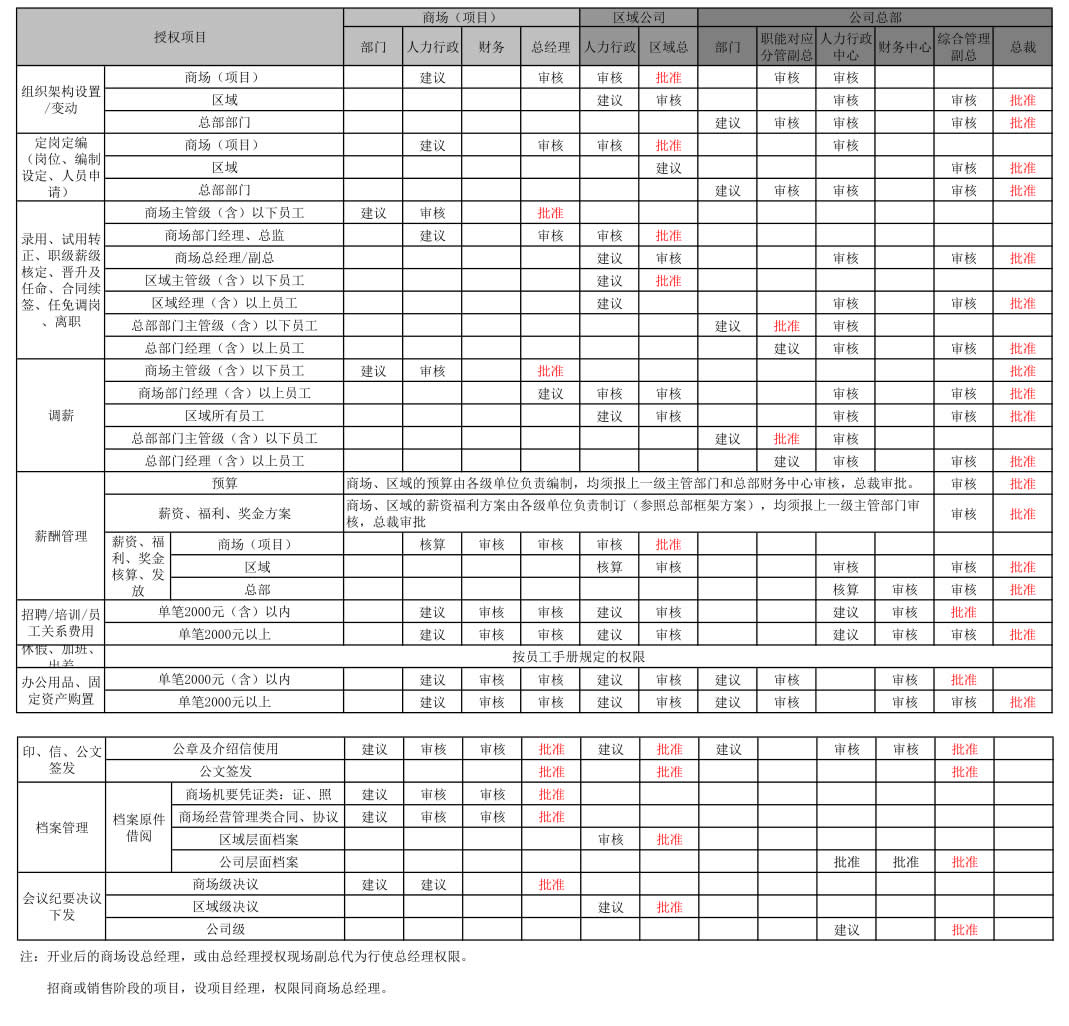 授权项目 商场（项目） 区域公司 公司总部
部门 人力行政 财务 总经理 人力行政 区域总 部门 职能对应分管副总 人力行政中心 财务中心 综合管理副总 总裁
组织架构设置/变动
商场（项目） 建议 审核 审核 批准 审核 审核
区域 建议 审核 审核 审核 批准
总部部门 建议 审核 审核 审核 批准
定岗定编（岗位、编制设定、人员申请）
商场（项目） 建议 审核 审核 批准 审核
区域 建议 审核 批准
总部部门 建议 审核 审核 审核 批准
录用、试用转正、职级薪级核定、晋升及任命、合同续签、任免调岗、离职
商场主管级（含）以下员工 建议 审核 批准
商场部门经理、总监 建议 审核 审核 批准
商场总经理/副总 建议 审核 审核 审核 批准
区域主管级（含）以下员工 建议 批准
区域经理（含）以上员工 建议 审核 审核 批准
总部部门主管级（含）以下员工 建议 批准 审核
总部门经理（含）以上员工 建议 审核 审核 批准
调薪
商场主管级（含）以下员工 建议 审核 批准 批准
商场部门经理（含）以上员工 建议 审核 审核 审核 审核 批准
区域所有员工 建议 审核 审核 审核 批准
总部部门主管级（含）以下员工 建议 批准 审核
总部门经理（含）以上员工 建议 审核 审核 批准
薪酬管理
预算 商场、区域的预算由各级单位负责编制，均须报上一级主管部门和总部财务中心审核，总裁审批。 审核 批准
薪资、福利、奖金方案 商场、区域的薪资福利方案由各级单位负责制订（参照总部框架方案），均须报上一级主管部门审核，总裁审批 审核 批准
薪资、福利、奖金核算、发放
商场（项目） 核算 审核 审核 审核 批准
区域 核算 审核 审核 审核 批准
总部 核算 审核 审核 批准
招聘/培训/员工关系费用
单笔2000元（含）以内 建议 审核 审核 建议 审核 建议 审核 批准
单笔2000元以上 建议 审核 审核 建议 审核 建议 审核 审核 批准
休假、加班、出差 按员工手册规定的权限
办公用品、固定资产购置
单笔2000元（含）以内 建议 审核 审核 建议 审核 建议 审核 审核 批准
单笔2000元以上 建议 审核 审核 建议 审核 建议 审核 审核 审核 批准
印、信、公文签发
公章及介绍信使用 建议 审核 审核 批准 建议 批准 建议 审核 审核 批准
公文签发 批准 批准 批准
档案管理
档案原件借阅
商场机要凭证类：证、照 建议 审核 审核 批准
商场经营管理类合同、协议 建议 审核 审核 批准
区域层面档案 审核 批准
公司层面档案 批准 批准 批准
会议纪要决议下发
商场级决议 建议 建议 批准
区域级决议 建议 批准
公司级 建议 批准
注：开业后的商场设总经理，或由总经理授权现场副总代为行使总经理权限。
招商或销售阶段的项目，设项目经理，权限同商场总经理。